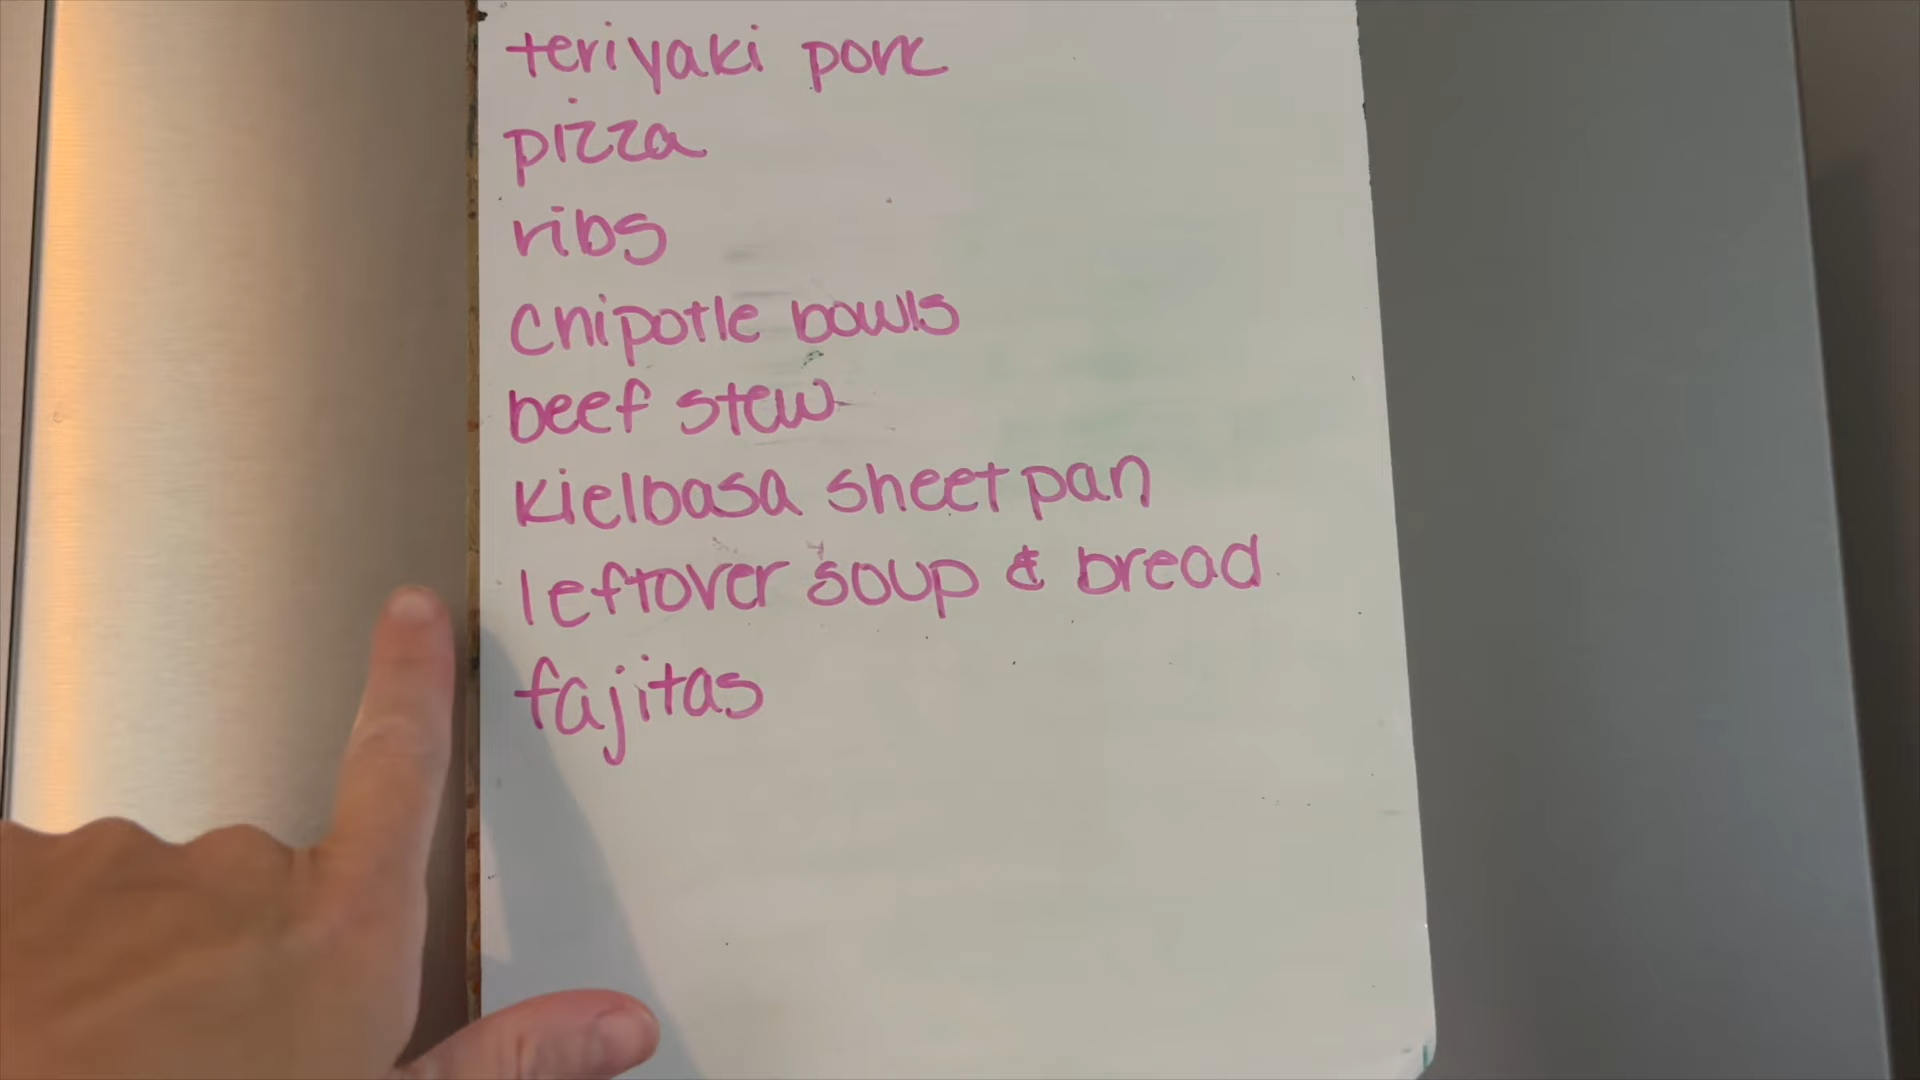 teriyaki pork
pizza
ribs
chipotle bowls
beef stew
kielbasa sheet pan
leftover soup & bread
fajitas